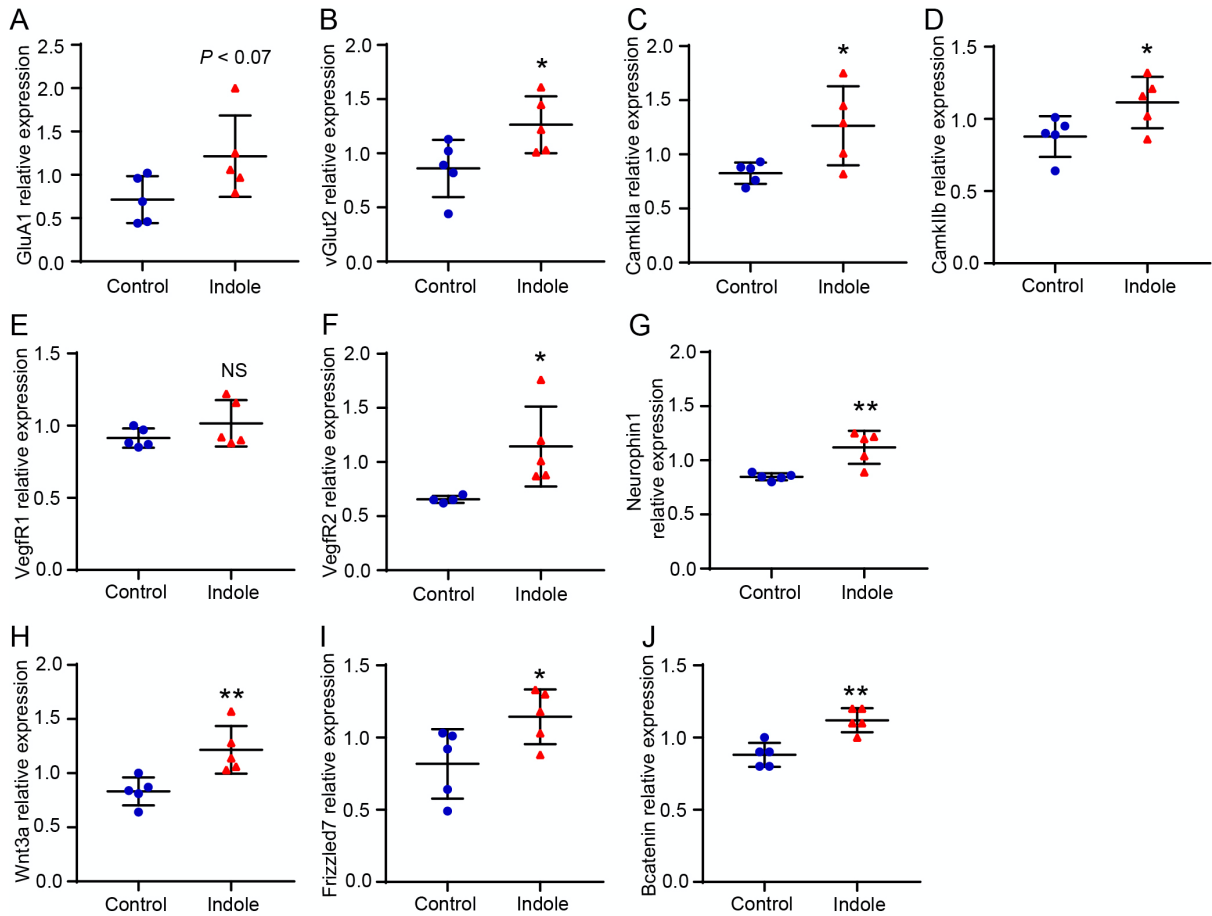 A
GluA1 relative expression
2.5
2.0
1.5
1.0
0.5
0.0
P < 0.07
Control
Indole
B
vGlut2 relative expression
2.0
1.5
1.0
0.5
0.0
*
Control
Indole
C
CamkIIa relative expression
2.0
1.5
1.0
0.5
0.0
*
Control
Indole
D
CamkIIb relative expression
1.5
1.0
0.5
0.0
*
Control
Indole
E
VegfR1 relative expression
1.5
1.0
0.5
0.0
NS
Control
Indole
F
VegfR2 relative expression
2.0
1.5
1.0
0.5
0.0
*
Control
Indole
G
Neurophin1
relative expression
2.0
1.5
1.0
0.5
0.0
**
Control
Indole
H
Wnt3a relative expression
2.0
1.5
1.0
0.5
0.0
**
Control
Indole
I
Frizzled7 relative expression
1.5
1.0
0.5
0.0
*
Control
Indole
J
Bcatenin relative expression
1.5
1.0
0.5
0.0
**
Control
Indole